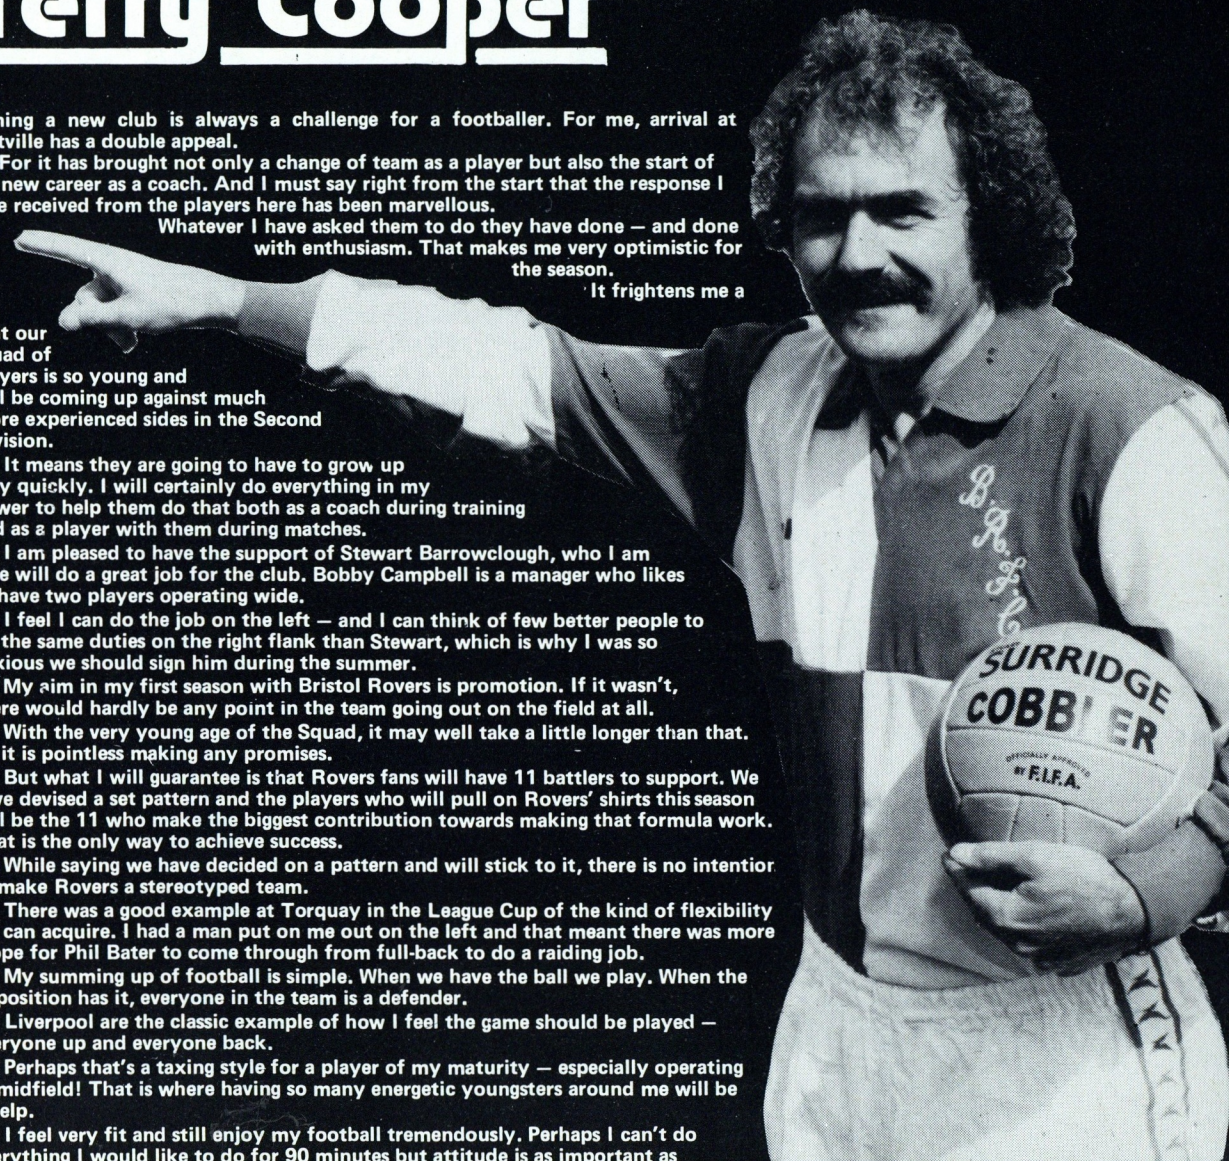 Terry Cooper
ning a new club is always a challenge for a footballer. For me, arrival at
tville has a double appeal.
For it has brought not only a change of team as a player but also the start of
new career as a coach. And I must say right from the start that the response I
e received from the players here has been marvellous.
Whatever I have asked them to do they have done — and done
with enthusiasm. That makes me very optimistic for
the season.
It frightens me a
t our
uad of
yers is so young and
l be coming up against much
re experienced sides in the Second
vision.
It means they are going to have to grow up
y quickly. I will certainly do everything in my
wer to help them do that both as a coach during training
d as a player with them during matches.
I am pleased to have the support of Stewart Barrowclough, who I am
e will do a great job for the club. Bobby Campbell is a manager who likes
have two players operating wide.
I feel I can do the job on the left — and I can think of few better people to
the same duties on the right flank than Stewart, which is why I was so
xious we should sign him during the summer.
My aim in my first season with Bristol Rovers is promotion. If it wasn't,
re would hardly be any point in the team going out on the field at all.
With the very young age of the Squad, it may well take a little longer than that.
it is pointless making any promises.
But what I will guarantee is that Rovers fans will have 11 battlers to support. We
ve devised a set pattern and the players who will pull on Rovers' shirts this season
l be the 11 who make the biggest contribution towards making that formula work.
at is the only way to achieve success.
While saying we have decided on a pattern and will stick to it, there is no intention
make Rovers a stereotyped team.
There was a good example at Torquay in the League Cup of the kind of flexibility
can acquire. I had a man put on me out on the left and that meant there was more
ope for Phil Bater to come through from full-back to do a raiding job.
My summing up of football is simple. When we have the ball we play. When the
position has it, everyone in the team is a defender.
Liverpool are the classic example of how I feel the game should be played —
eryone up and everyone back.
Perhaps that's a taxing style for a player of my maturity — especially operating
midfield! That is where having so many energetic youngsters around me will be
elp.
I feel very fit and still enjoy my football tremendously. Perhaps I can't do
erything I would like to do for 90 minutes but attitude is as important as
B.R.F.C
SURRIDGE
COBBLER
OFFICIALLY APPROVED
BY F.I.F.A.